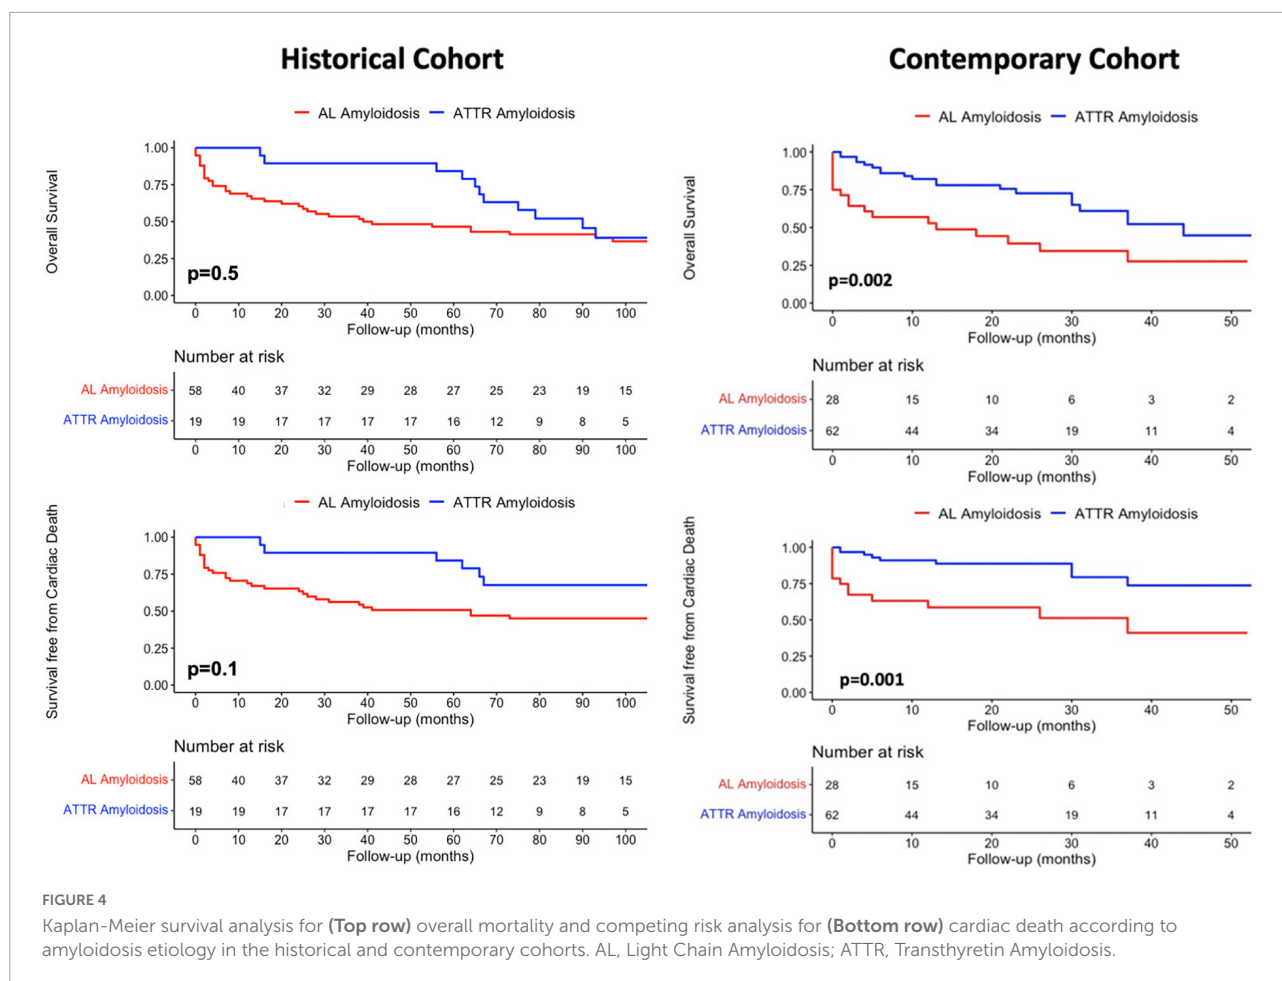 Historical Cohort
AL Amyloidosis ATTR Amyloidosis
Overall Survival
1.00
0.75
0.50
0.25
0.00
p=0.5
0 10 20 30 40 50 60 70 80 90 100
Follow-up (months)
Number at risk
AL Amyloidosis 58 40 37 32 29 28 27 25 23 19 15
ATTR Amyloidosis 19 19 17 17 17 17 16 12 9 8 5
0 10 20 30 40 50 60 70 80 90 100
Follow-up (months)
Contemporary Cohort
AL Amyloidosis ATTR Amyloidosis
Overall Survival
1.00
0.75
0.50
0.25
0.00
p=0.002
0 10 20 30 40 50
Follow-up (months)
Number at risk
AL Amyloidosis 28 15 10 6 3 2
ATTR Amyloidosis 62 44 34 19 11 4
0 10 20 30 40 50
Follow-up (months)
AL Amyloidosis ATTR Amyloidosis
Survival free from Cardiac Death
1.00
0.75
0.50
0.25
0.00
p=0.1
0 10 20 30 40 50 60 70 80 90 100
Follow-up (months)
Number at risk
AL Amyloidosis 58 40 37 32 29 28 27 25 23 19 15
ATTR Amyloidosis 19 19 17 17 17 17 16 12 9 8 5
0 10 20 30 40 50 60 70 80 90 100
Follow-up (months)
AL Amyloidosis ATTR Amyloidosis
Survival free from Cardiac Death
1.00
0.75
0.50
0.25
0.00
p=0.001
0 10 20 30 40 50
Follow-up (months)
Number at risk
AL Amyloidosis 28 15 10 6 3 2
ATTR Amyloidosis 62 44 34 19 11 4
0 10 20 30 40 50
Follow-up (months)
FIGURE 4
Kaplan-Meier survival analysis for (Top row) overall mortality and competing risk analysis for (Bottom row) cardiac death according to
amyloidosis etiology in the historical and contemporary cohorts. AL, Light Chain Amyloidosis; ATTR, Transthyretin Amyloidosis.